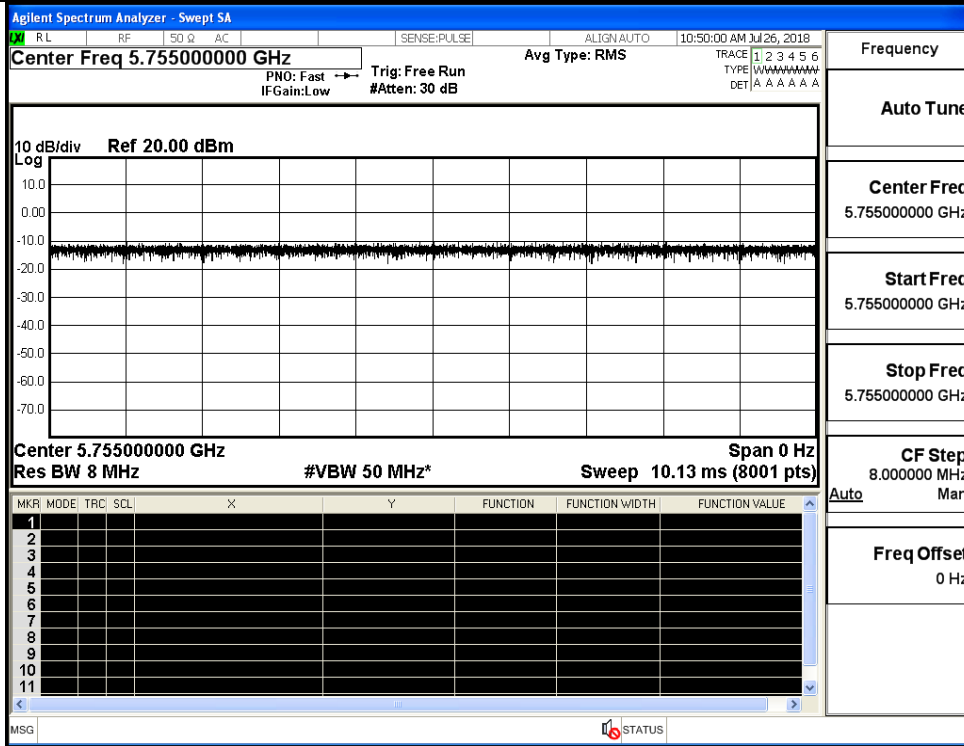 Agilent Spectrum Analyzer - Swept SA
LXI RL RF 50 Ω AC SENSE:PULSE ALIGNAUTO 10:50:00 AM Jul 26, 2018
Center Freq 5.755000000 GHz
PNO: Fast
IFGain:Low
Trig: Free Run
#Atten: 30 dB
Avg Type: RMS
TRACE 1 2 3 4 5 6
TYPE WWWWWW
DET A A A A A A
10 dB/div Ref 20.00 dBm
Log
10.0
0.00
-10.0
-20.0
-30.0
-40.0
-50.0
-60.0
-70.0
Center 5.755000000 GHz Span 0 Hz
Res BW 8 MHz #VBW 50 MHz* Sweep 10.13 ms (8001 pts)
MKR MODE TRC SCL X Y FUNCTION FUNCTION WIDTH FUNCTION VALUE
1
2
3
4
5
6
7
8
9
10
11
MSG STATUS
Frequency
Auto Tune
Center Freq
5.755000000 GHz
Start Freq
5.755000000 GHz
Stop Freq
5.755000000 GHz
CF Step
8.000000 MHz
Auto Man
Freq Offset
0 Hz